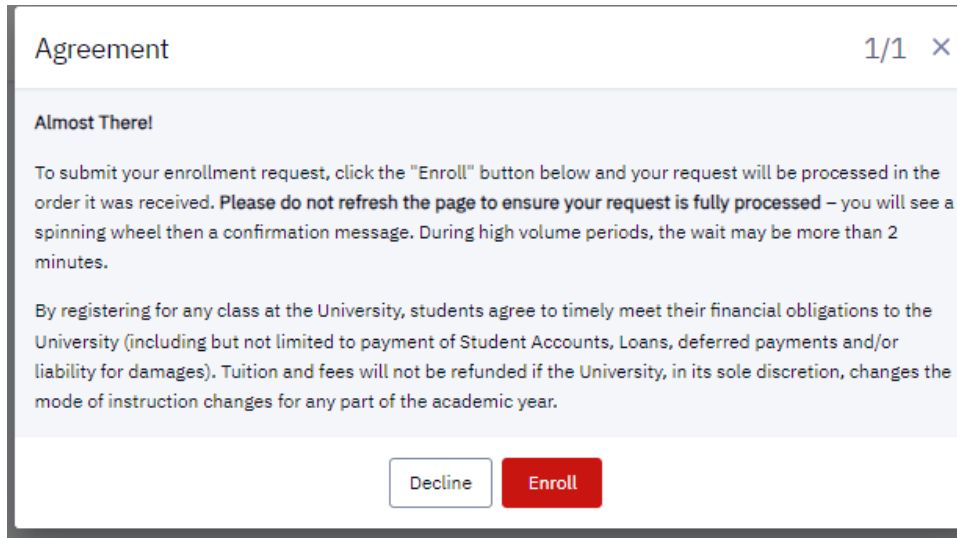 Agreement 1/1 ×
Almost There!
To submit your enrollment request, click the "Enroll" button below and your request will be processed in the
order it was received. Please do not refresh the page to ensure your request is fully processed – you will see a
spinning wheel then a confirmation message. During high volume periods, the wait may be more than 2
minutes.
By registering for any class at the University, students agree to timely meet their financial obligations to the
University (including but not limited to payment of Student Accounts, Loans, deferred payments and/or
liability for damages). Tuition and fees will not be refunded if the University, in its sole discretion, changes the
mode of instruction changes for any part of the academic year.
Decline Enroll